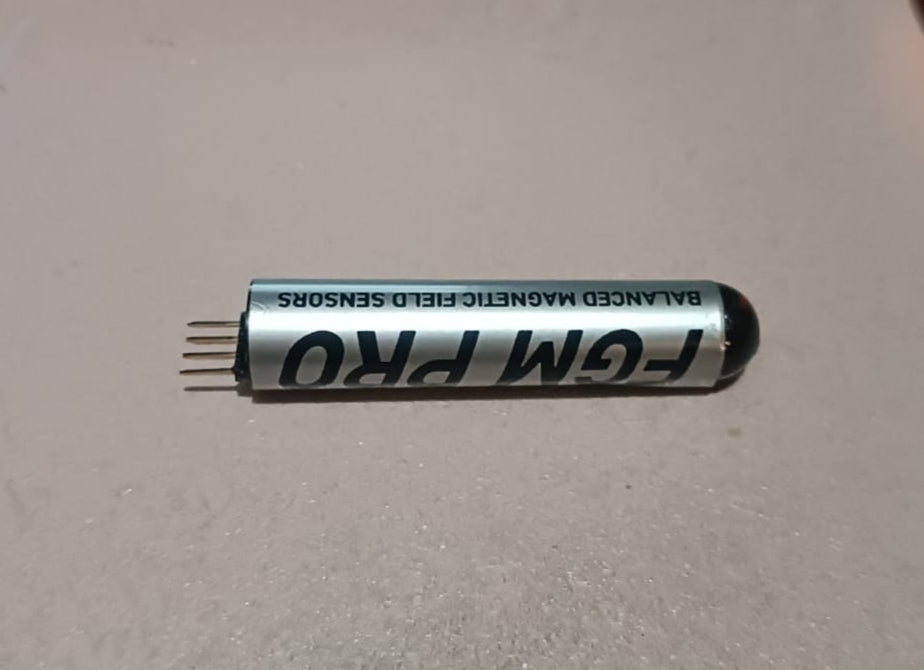 FGM PRO
BALANCED MAGNETIC FIELD SENSORS